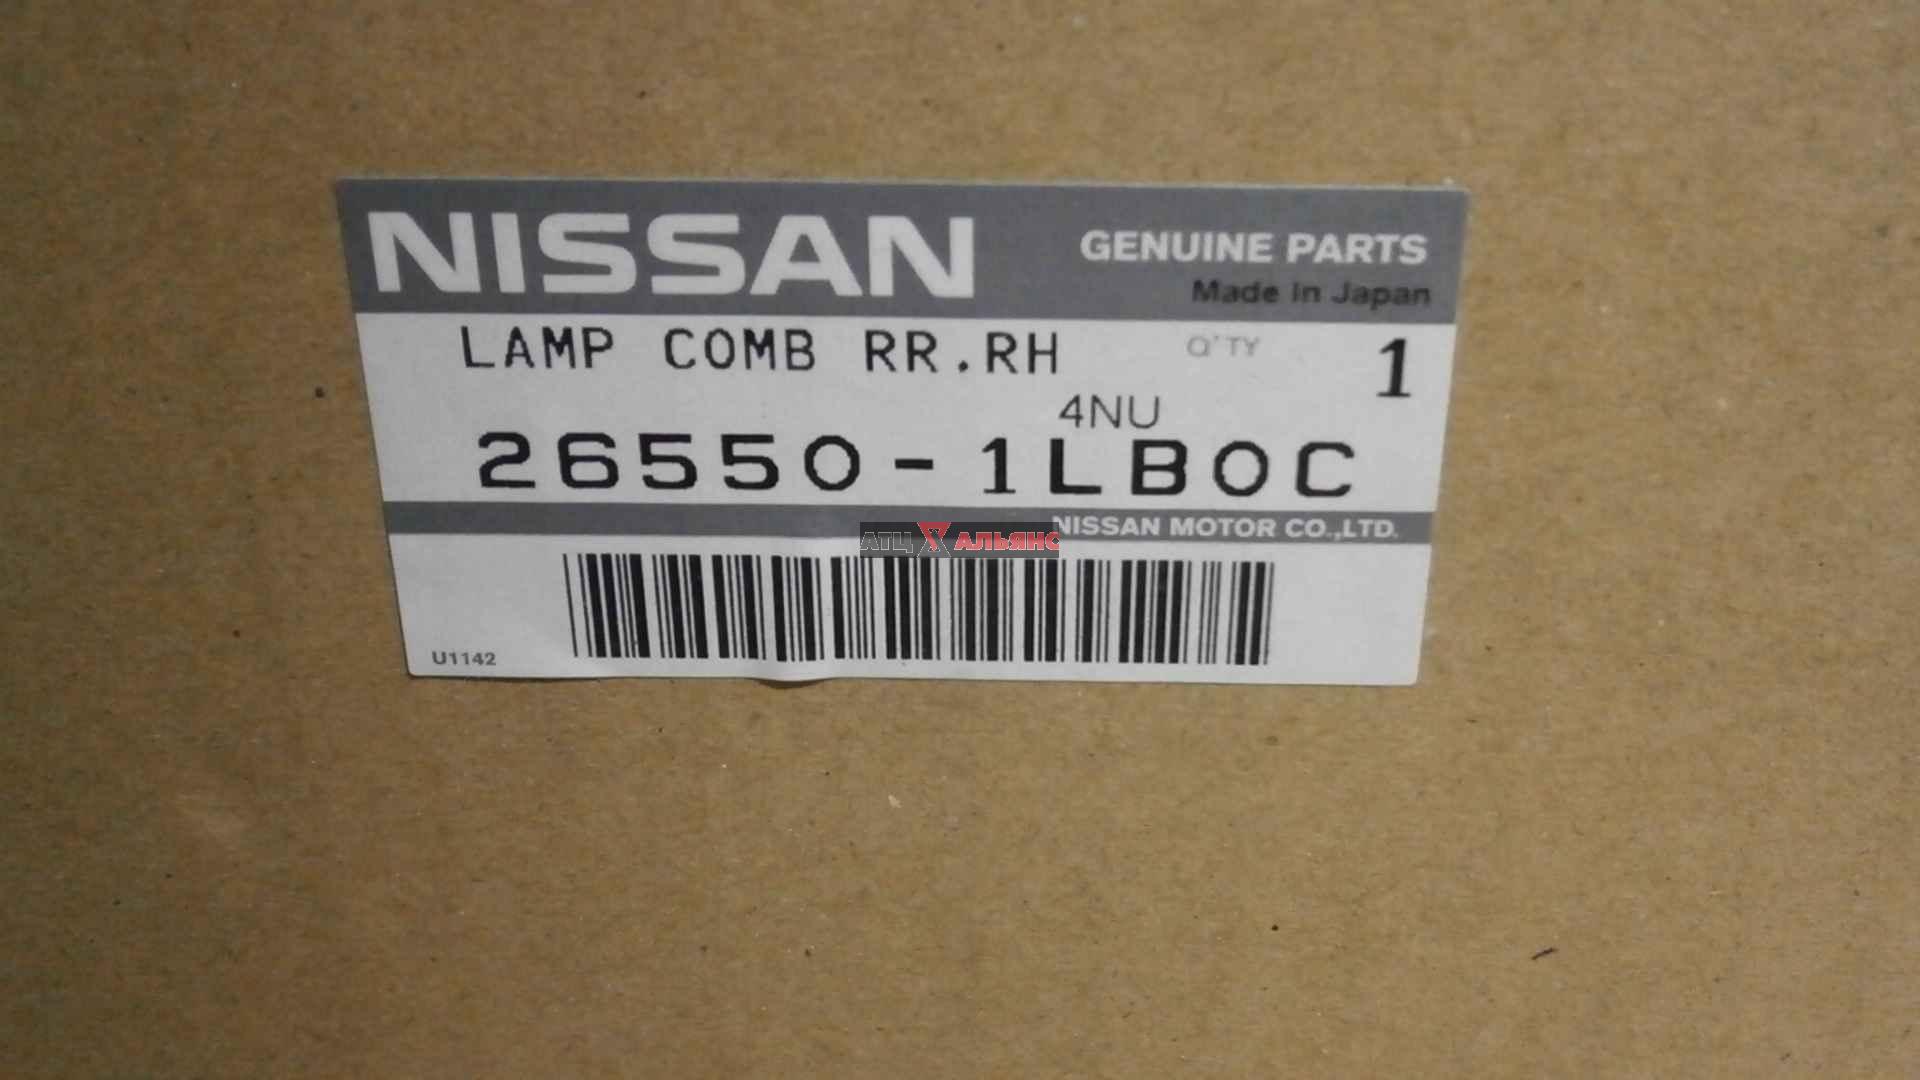 NISSAN
GENUINE PARTS
Made In Japan
LAMP COMB RR.RH
Q'TY 1
4NU
26550-1LB0C
NISSAN MOTOR CO.,LTD.
АТЦ АЛЬЯНС
U1142